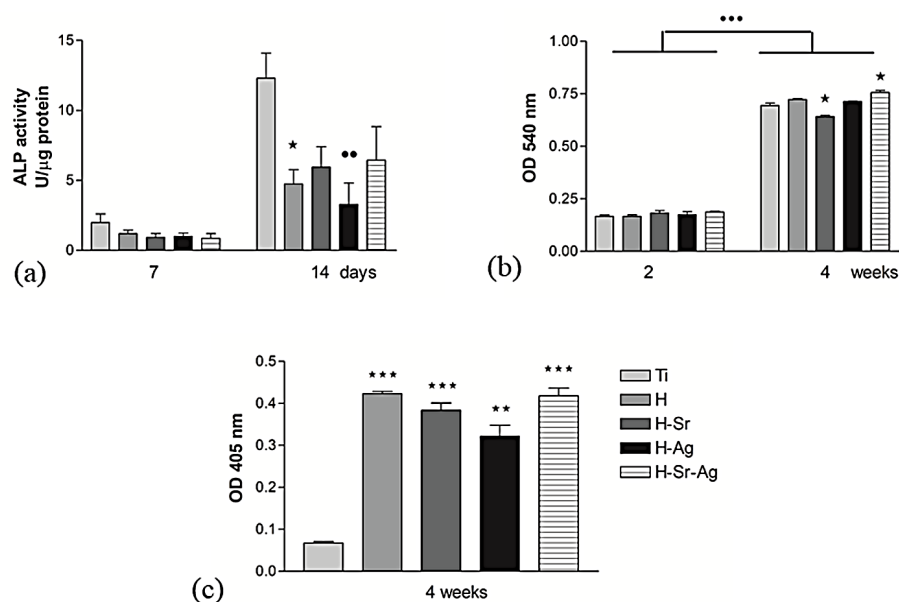 15
10
5
0
ALP activity
U/µg protein
★
●●
7
14 days
(a)
1.00
0.75
0.50
0.25
0.00
OD 540 nm
●●●
★
★
2
4 weeks
(b)
0.5
0.4
0.3
0.2
0.1
0.0
OD 405 nm
★★★
★★★
★★
★★★
4 weeks
(c)
Ti
H
H-Sr
H-Ag
H-Sr-Ag